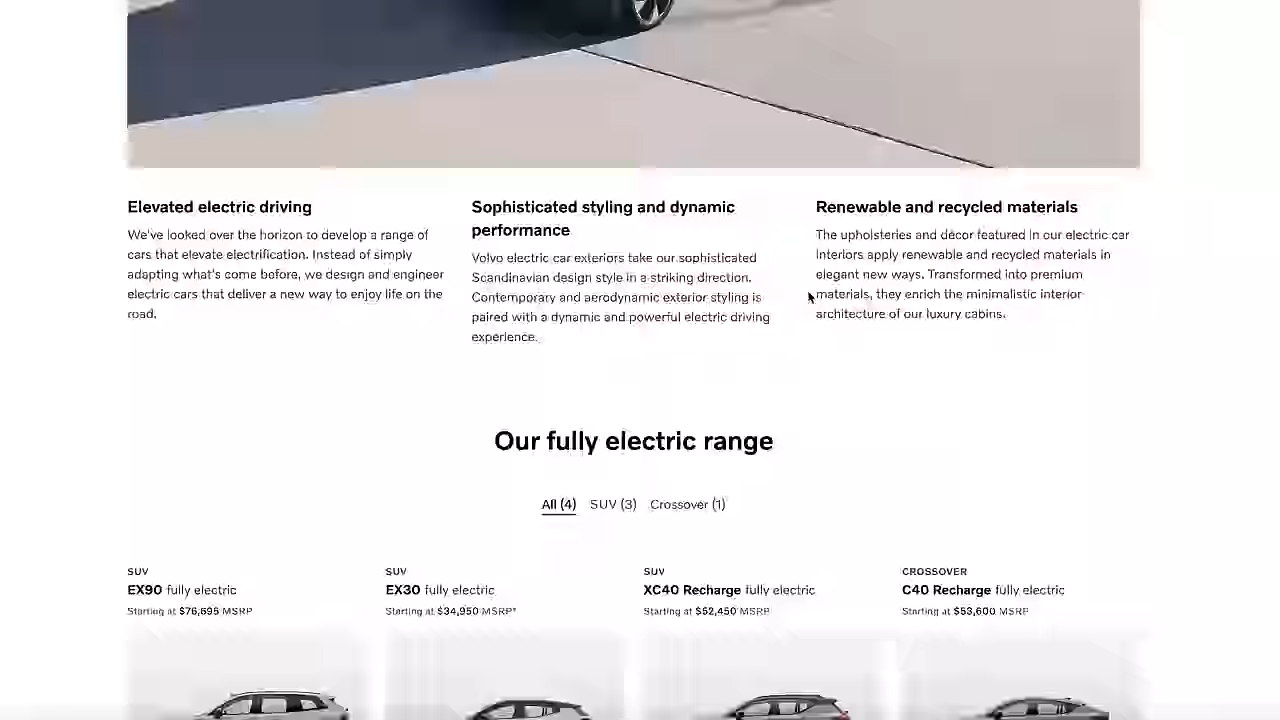 Elevated electric driving
We've looked over the horizon to develop a range of
cars that elevate electrification. Instead of simply
adapting what's come before, we design and engineer
electric cars that deliver a new way to enjoy life on the
road.
Sophisticated styling and dynamic
performance
Volvo electric car exteriors take our sophisticated
Scandinavian design style in a striking direction.
Contemporary and aerodynamic exterior styling is
paired with a dynamic and powerful electric driving
experience.
Renewable and recycled materials
The upholsteries and décor featured in our electric car
interiors apply renewable and recycled materials in
elegant new ways. Transformed into premium
materials, they enrich the minimalistic interior
architecture of our luxury cabins.
Our fully electric range
All (4) SUV (3) Crossover (1)
SUV
EX90 fully electric
Starting at $76,695 MSRP
SUV
EX30 fully electric
Starting at $34,950 MSRP*
SUV
XC40 Recharge fully electric
Starting at $52,450 MSRP
CROSSOVER
C40 Recharge fully electric
Starting at $53,600 MSRP